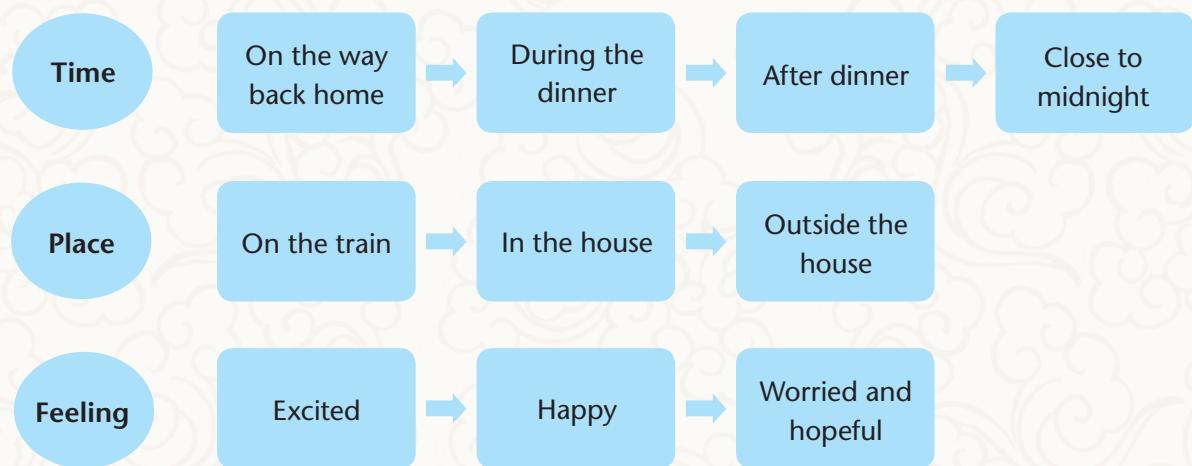 Time
On the way
back home
During the
dinner
After dinner
Close to
midnight
Place
On the train
In the house
Outside the
house
Feeling
Excited
Happy
Worried and
hopeful